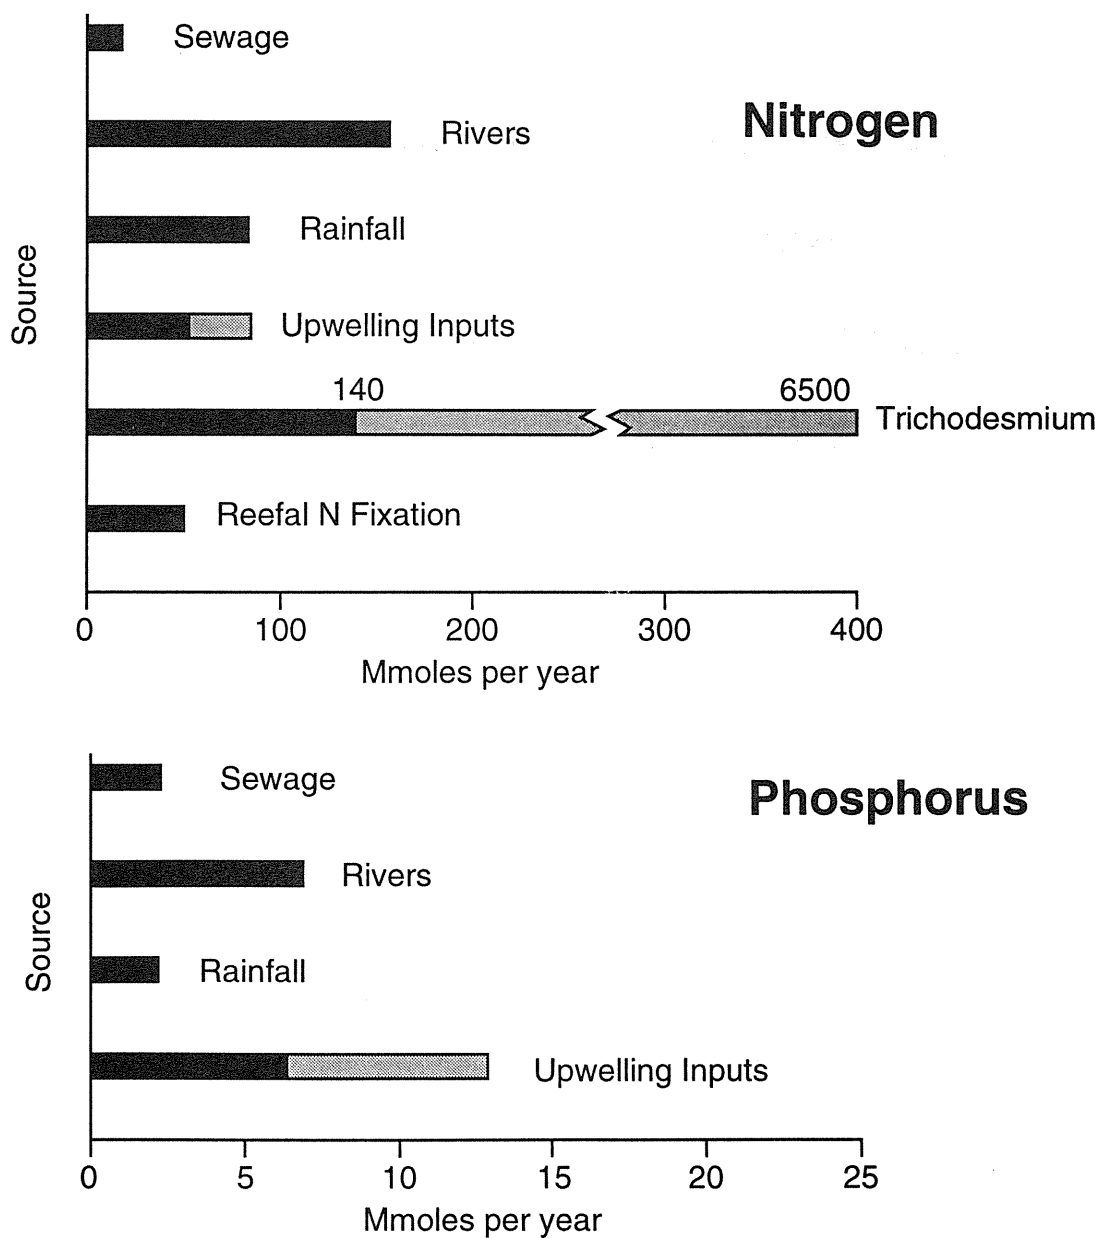 Sewage
Nitrogen
Rivers
Rainfall
Source
Upwelling Inputs
140
6500
Trichodesmium
Reefal N Fixation
0 100 200 300 400
Mmoles per year
Sewage
Phosphorus
Rivers
Source
Rainfall
Upwelling Inputs
0 5 10 15 20 25
Mmoles per year